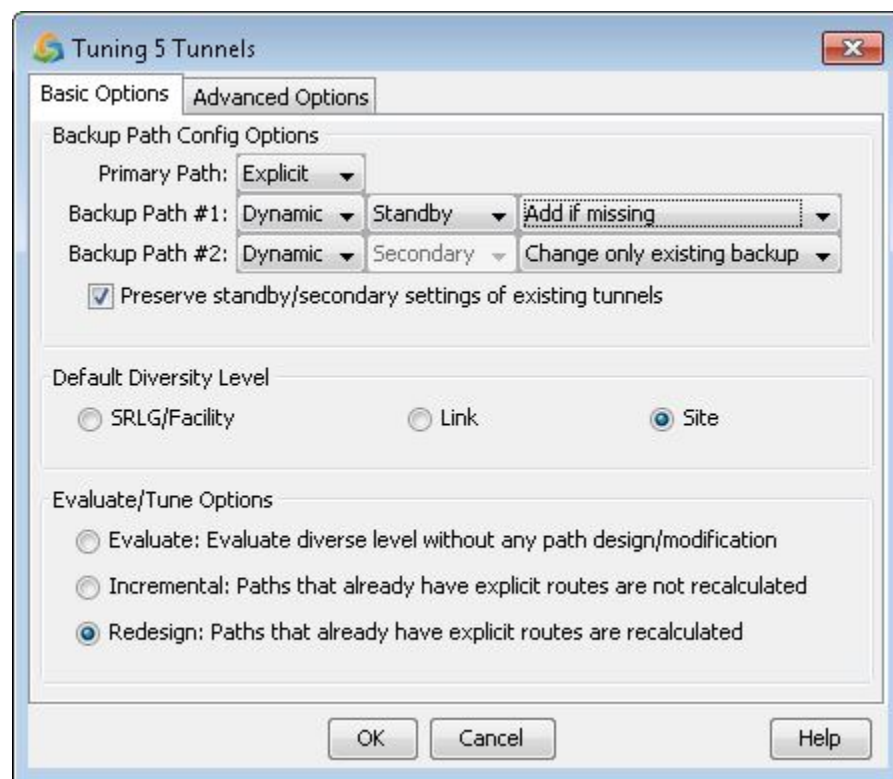 Tuning 5 Tunnels
Basic Options Advanced Options
Backup Path Config Options
Primary Path: Explicit
Backup Path #1: Dynamic Standby Add if missing
Backup Path #2: Dynamic Secondary Change only existing backup
Preserve standby/secondary settings of existing tunnels
Default Diversity Level
SRLG/Facility Link Site
Evaluate/Tune Options
Evaluate: Evaluate diverse level without any path design/modification
Incremental: Paths that already have explicit routes are not recalculated
Redesign: Paths that already have explicit routes are recalculated
OK Cancel Help